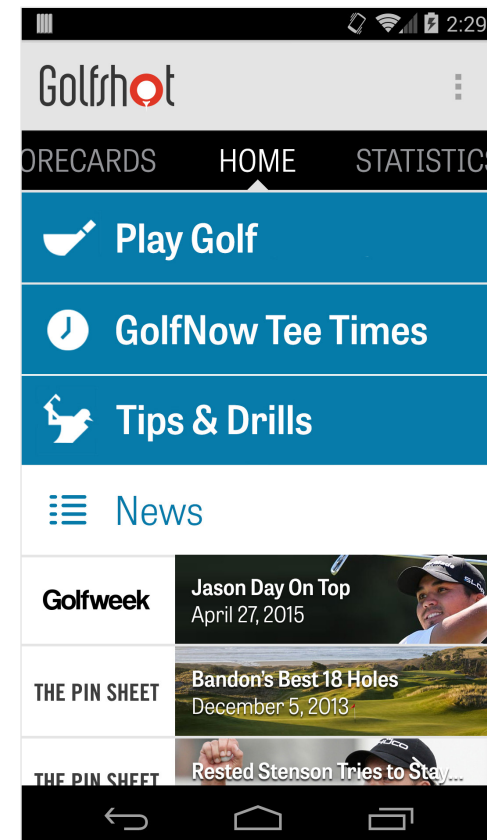 2:29
Golfshot
ORECARDS HOME STATISTICS
Play Golf
GolfNow Tee Times
Tips & Drills
News
Golfweek
Jason Day On Top
April 27, 2015
THE PIN SHEET
Bandon's Best 18 Holes
December 5, 2013
THE PIN SHEET
Rested Stenson Tries to Stay...